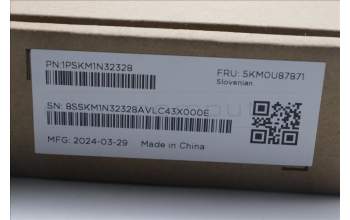 PN:1PSKM1N32328
FRU: 5KM0U87871
Slovenian
SN: 8SSKM1N32328AVLC43X000E
MFG: 2024-03-29 Made in China